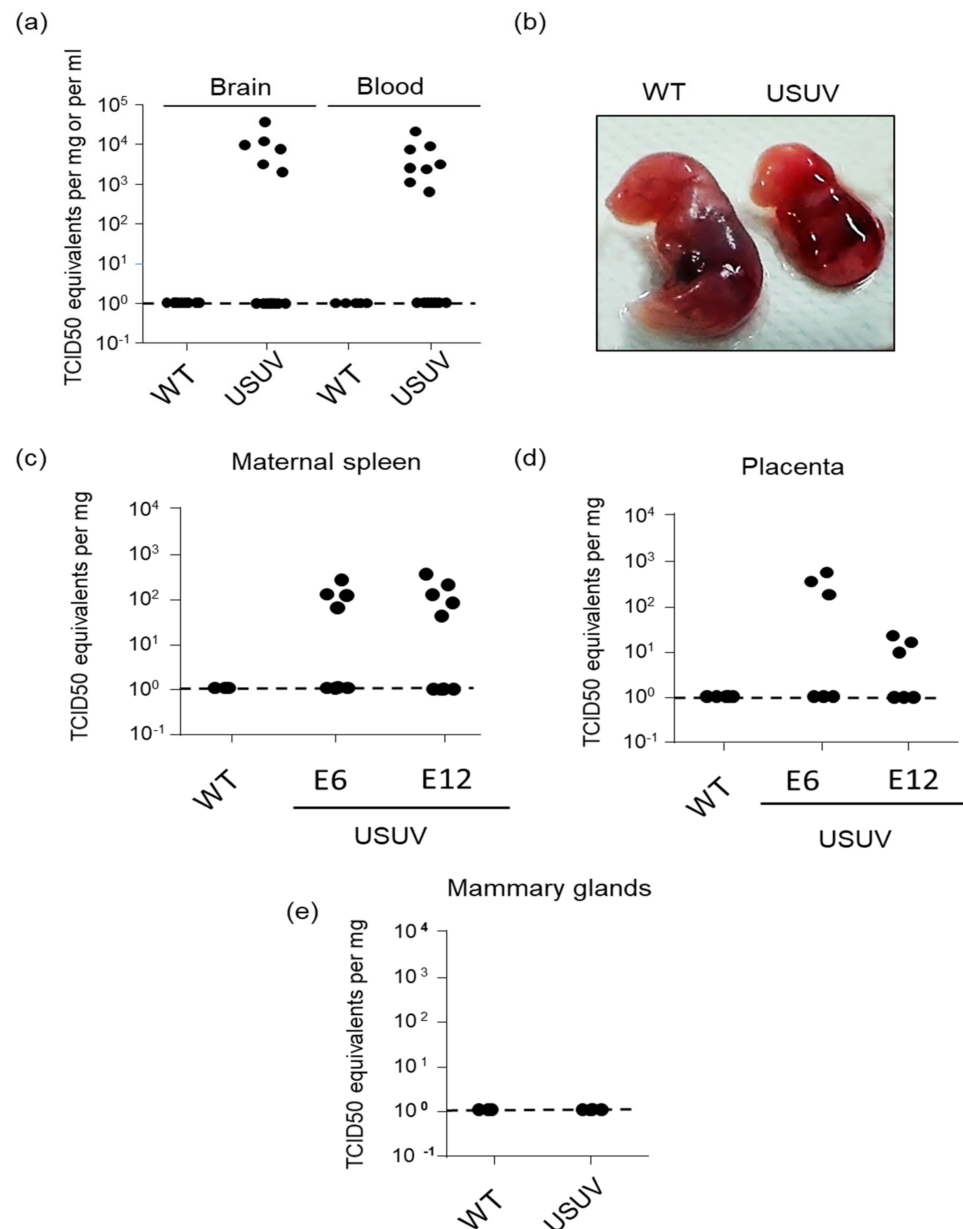 (a)
Brain Blood
TCID50 equivalents per mg or per ml
10⁵
10⁴
10³
10²
10¹
10⁰
10⁻¹
WT USUV WT USUV
(b)
WT USUV
(c)
Maternal spleen
TCID50 equivalents per mg
10⁴
10³
10²
10¹
10⁰
10⁻¹
WT E6 E12
USUV
(d)
Placenta
TCID50 equivalents per mg
10⁴
10³
10²
10¹
10⁰
10⁻¹
WT E6 E12
USUV
(e)
Mammary glands
TCID50 equivalents per mg
10⁴
10³
10²
10¹
10⁰
10⁻¹
WT USUV